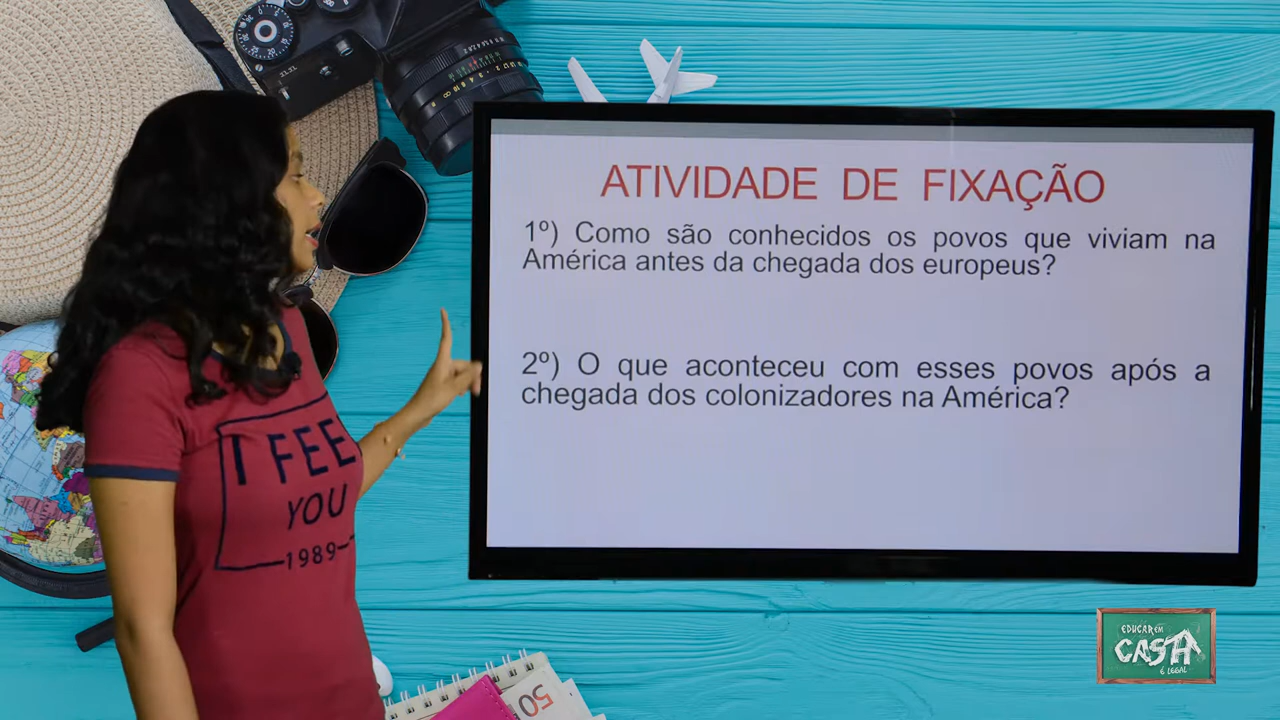 ATIVIDADE DE FIXAÇÃO
1º) Como são conhecidos os povos que viviam na
América antes da chegada dos europeus?
2º) O que aconteceu com esses povos após a
chegada dos colonizadores na América?
I FEE
YOU
1989
EDUCAR EM
CASA
É LEGAL
50